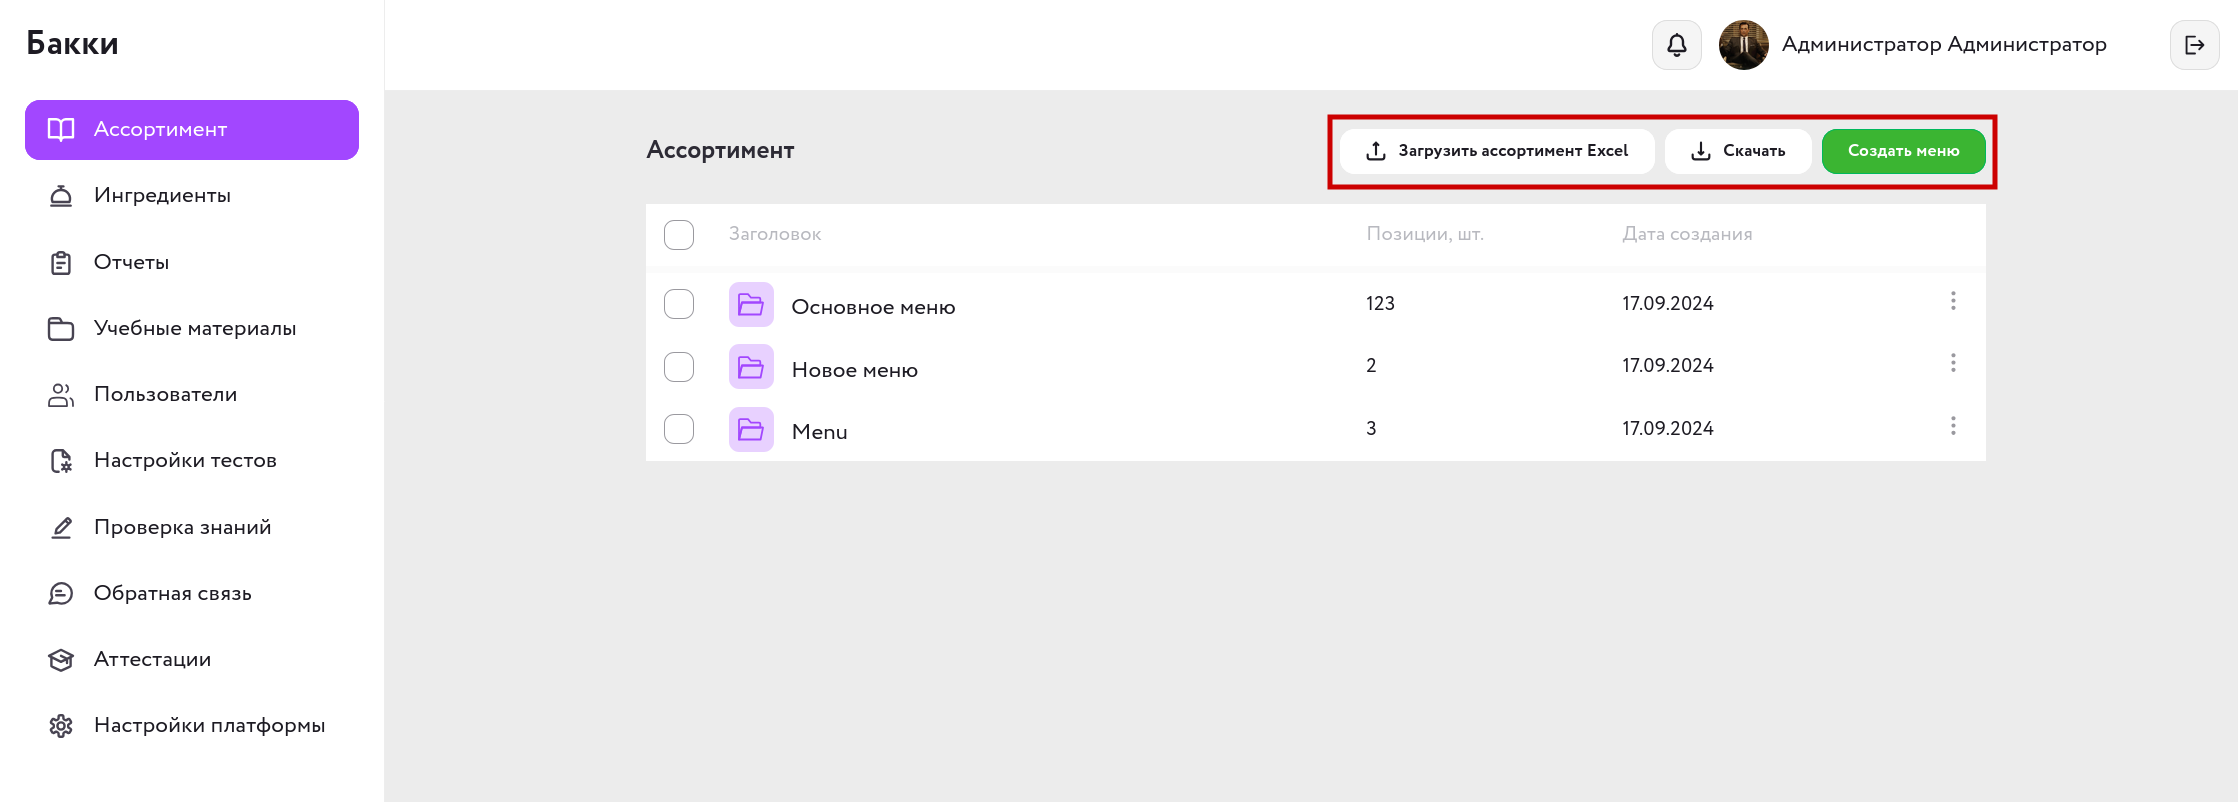 Бакки
Администратор Администратор
Ассортимент
Ингредиенты
Отчеты
Учебные материалы
Пользователи
Настройки тестов
Проверка знаний
Обратная связь
Аттестации
Настройки платформы
Ассортимент
Загрузить ассортимент Excel
Скачать
Создать меню
Заголовок Позиции, шт. Дата создания
Основное меню 123 17.09.2024
Новое меню 2 17.09.2024
Menu 3 17.09.2024